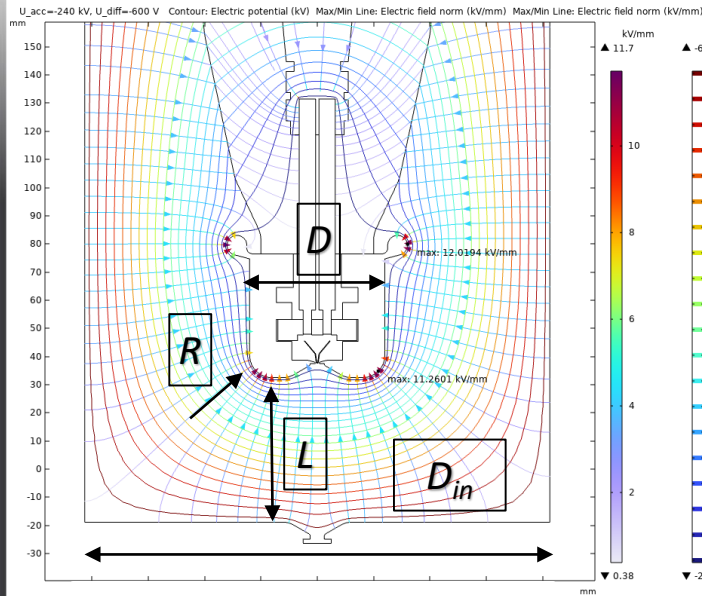 U_acc=-240 kV, U_diff=-600 V   Contour: Electric potential (kV)   Max/Min Line: Electric field norm (kV/mm)   Max/Min Line: Electric field norm (kV/mm)
mm
kV/mm
▲ 11.7
▲ -6
150
140
130
120
110
100
90
80
70
60
50
40
30
20
10
0
-10
-20
-30
D
max: 12.0194 kV/mm
R
max: 11.2601 kV/mm
L
D_in
10
8
6
4
2
▼ 0.38
▼ -2
mm